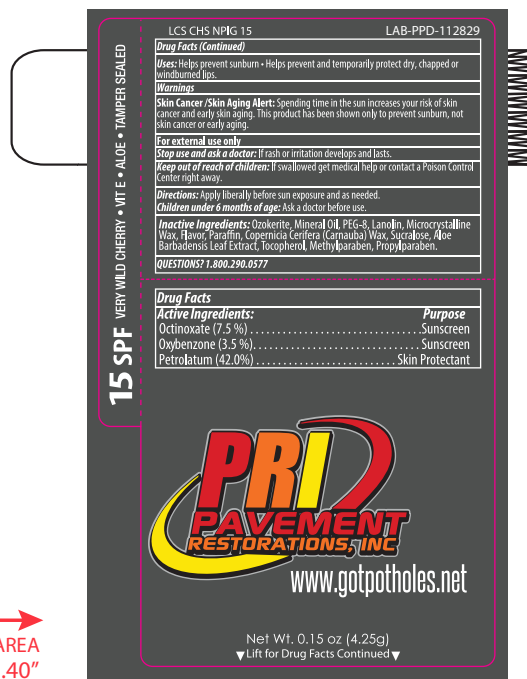 LCS CHS NPIG 15 LAB-PPD-112829
Drug Facts (Continued)
Uses: Helps prevent sunburn • Helps prevent and temporarily protect dry, chapped or
windburned lips.
Warnings
Skin Cancer /Skin Aging Alert: Spending time in the sun increases your risk of skin
cancer and early skin aging. This product has been shown only to prevent sunburn, not
skin cancer or early aging.
For external use only
Stop use and ask a doctor: If rash or irritation develops and lasts.
Keep out of reach of children: If swallowed get medical help or contact a Poison Control
Center right away.
Directions: Apply liberally before sun exposure and as needed.
Children under 6 months of age: Ask a doctor before use.
Inactive Ingredients: Ozokerite, Mineral Oil, PEG-8, Lanolin, Microcrystalline
Wax, Flavor, Paraffin, Copernicia Cerifera (Carnauba) Wax, Sucralose, Aloe
Barbadensis Leaf Extract, Tocopherol, Methylparaben, Propylparaben.
QUESTIONS? 1.800.290.0577
15 SPF VERY WILD CHERRY • VIT E • ALOE • TAMPER SEALED
Drug Facts
Active Ingredients: Purpose
Octinoxate (7.5 %) . . . . . . . . . . . . . . . . . . . . . . . . . . . . . . Sunscreen
Oxybenzone (3.5 %). . . . . . . . . . . . . . . . . . . . . . . . . . . . . Sunscreen
Petrolatum (42.0%) . . . . . . . . . . . . . . . . . . . . . . . . Skin Protectant
PRI
PAVEMENT
RESTORATIONS, INC
www.gotpotholes.net
Net Wt. 0.15 oz (4.25g)
▼Lift for Drug Facts Continued▼
AREA
.40"